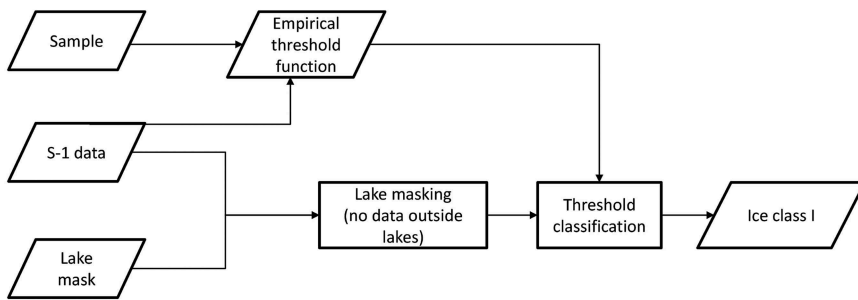 Sample
Empirical
threshold
function
S-1 data
Lake masking
(no data outside
lakes)
Threshold
classification
Ice class I
Lake
mask